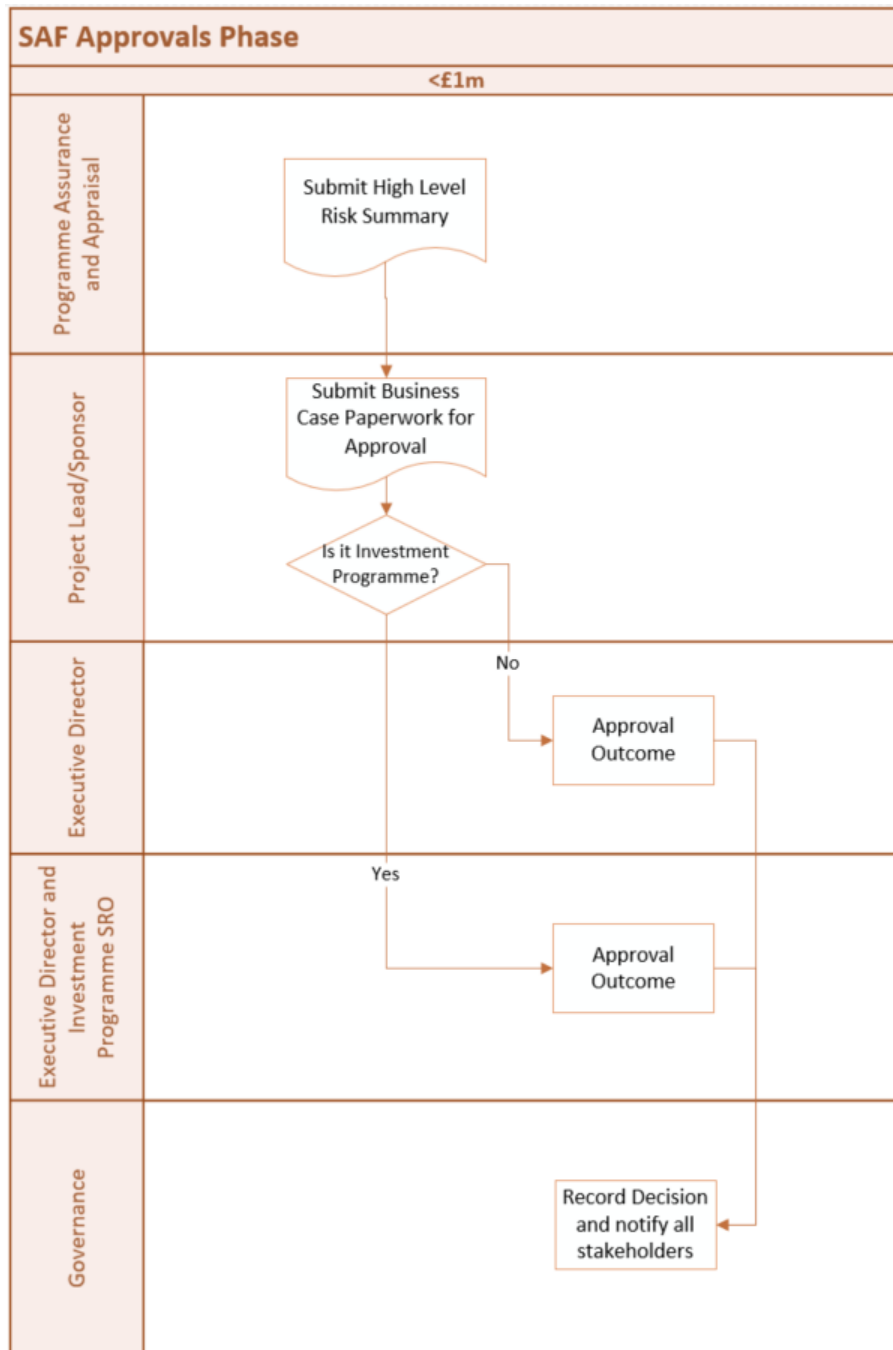 SAF Approvals Phase
<£1m
Programme Assurance
and Appraisal
Submit High Level
Risk Summary
Project Lead/Sponsor
Submit Business
Case Paperwork for
Approval
Is it Investment
Programme?
Executive Director
No
Approval
Outcome
Executive Director and
Investment
Programme SRO
Yes
Approval
Outcome
Governance
Record Decision
and notify all
stakeholders